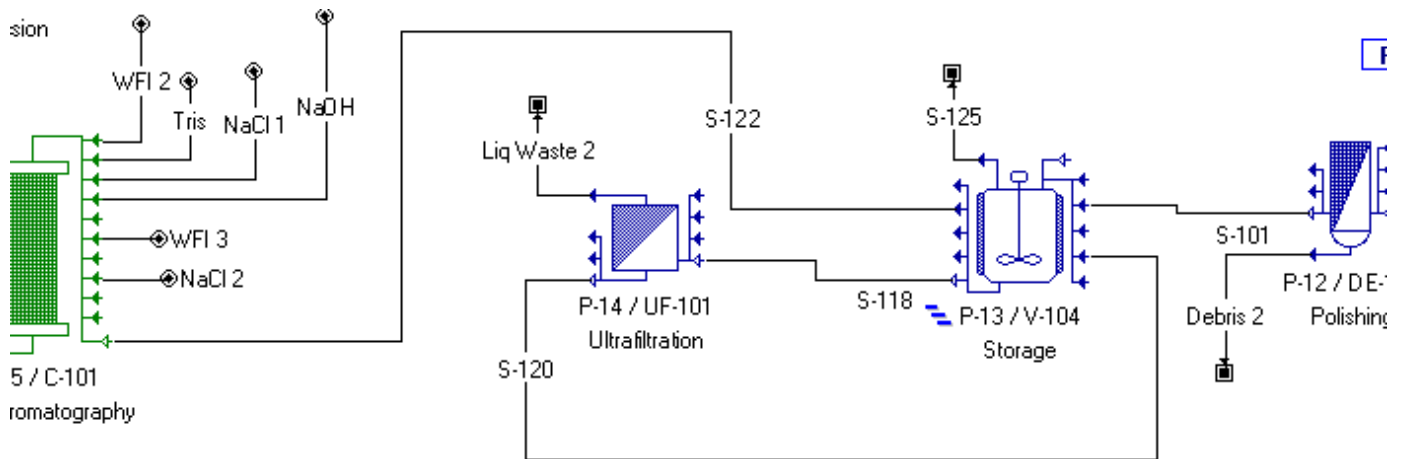 sion
WFI 2
Tris
NaCl 1
NaOH
Liq Waste 2
S-122
S-125
WFI 3
NaCl 2
S-101
S-118
P-14 / UF-101
Ultrafiltration
P-13 / V-104
Storage
P-12 / DE-1
Polishing
Debris 2
S-120
5 / C-101
romatography